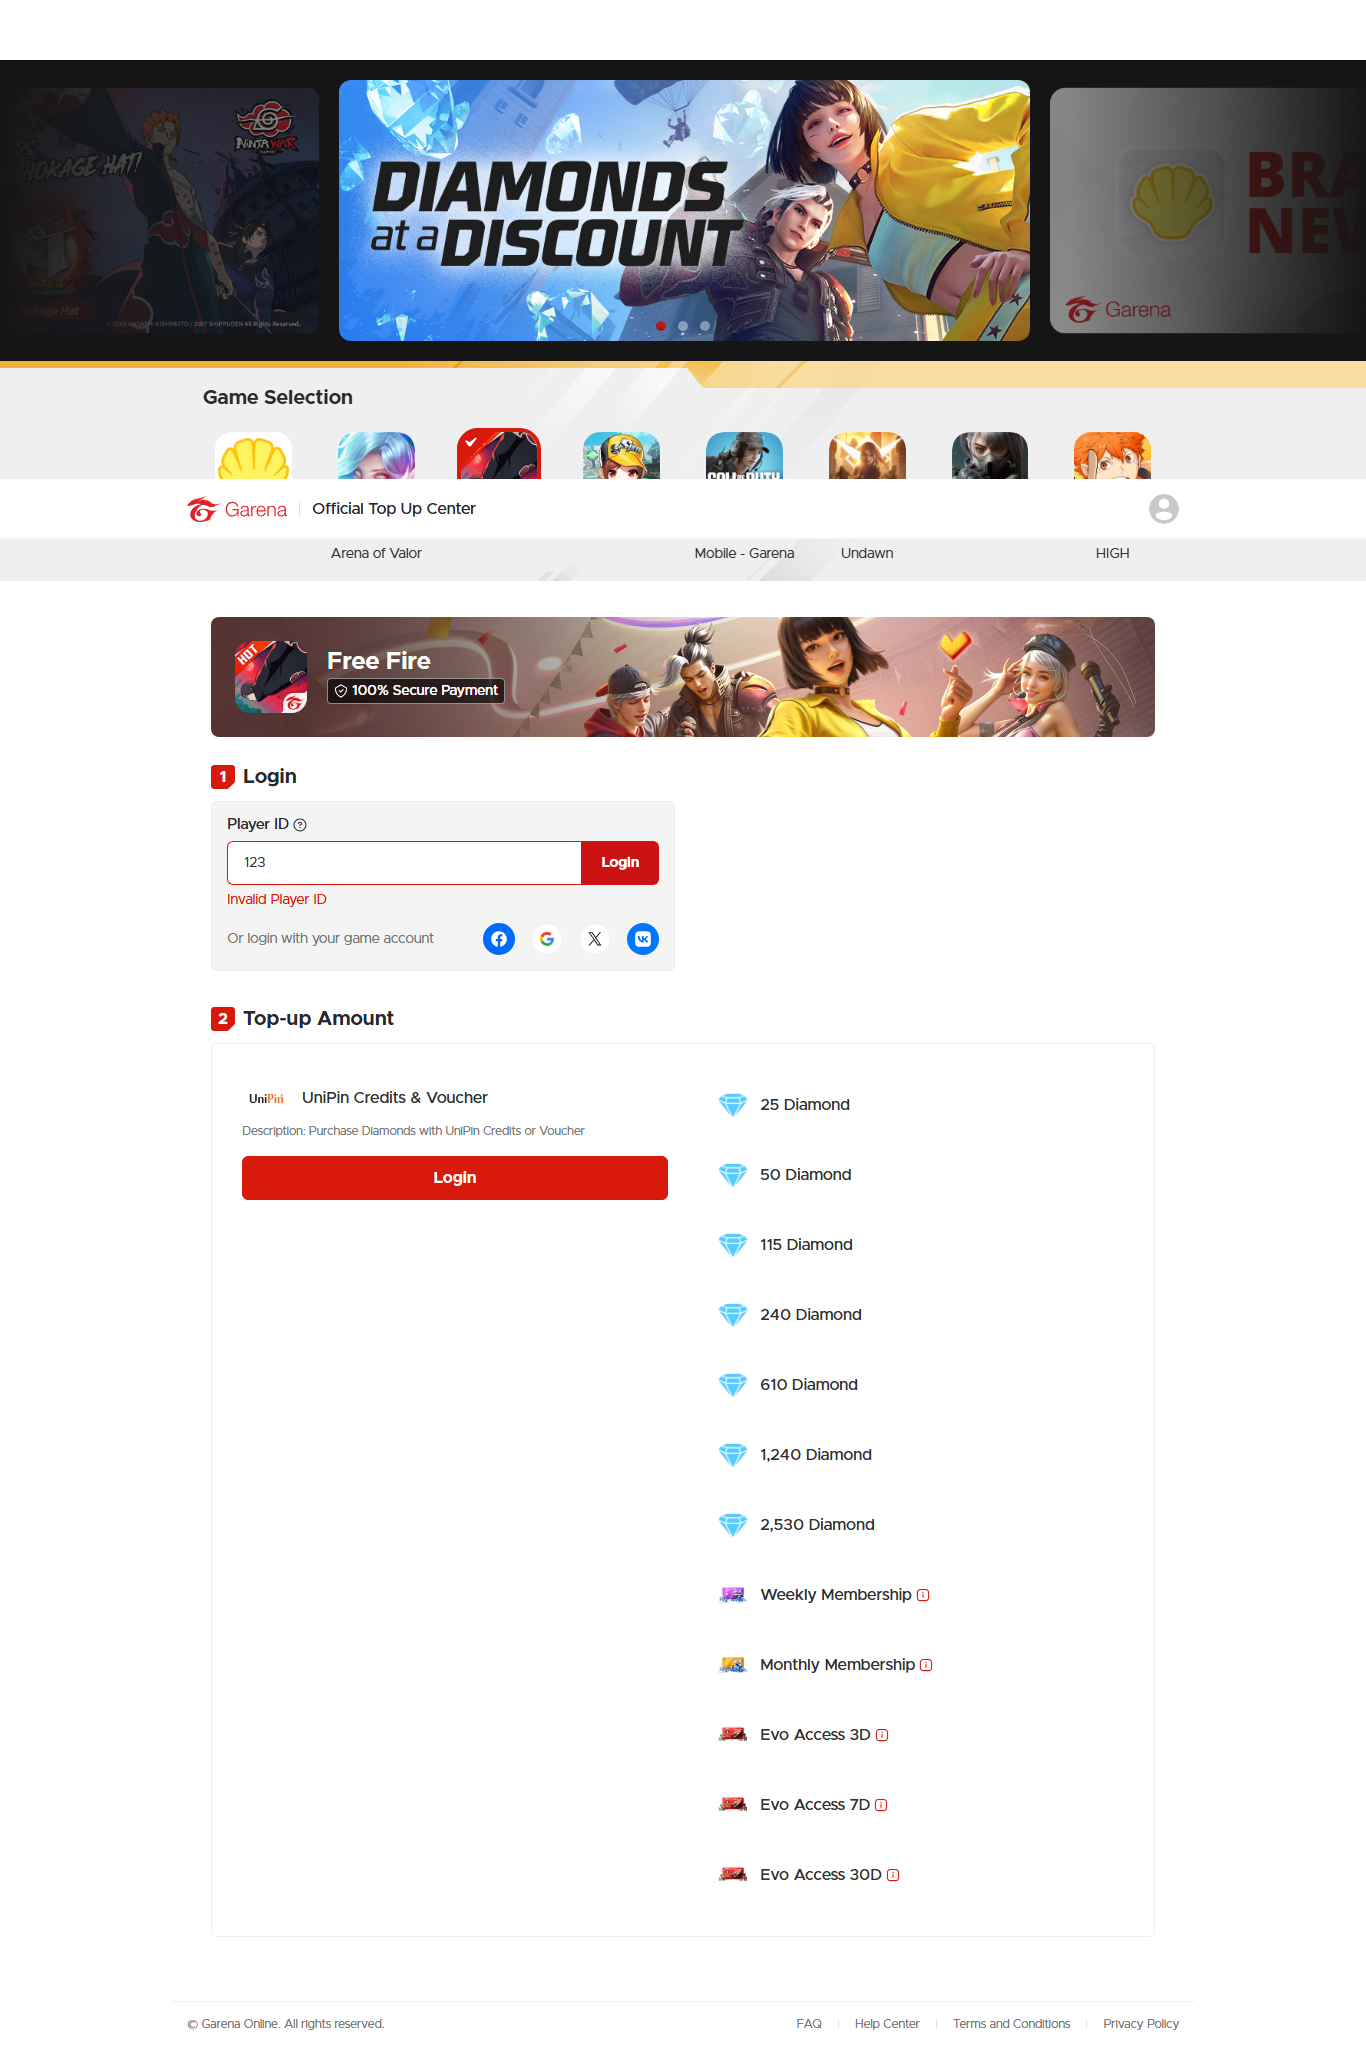 HOKAGE HAT!
NINJA WAR
Hokage Hat
DIAMONDS
at a DISCOUNT
BRA
NEW
Garena
Game Selection
CALL OF DUTY
Garena
Official Top Up Center
Arena of Valor
Mobile - Garena
Undawn
HIGH
HOT
Free Fire
100% Secure Payment
1 Login
Player ID
123
Login
Invalid Player ID
Or login with your game account
2 Top-up Amount
UniPin UniPin Credits & Voucher
Description: Purchase Diamonds with UniPin Credits or Voucher
Login
25 Diamond
50 Diamond
115 Diamond
240 Diamond
610 Diamond
1,240 Diamond
2,530 Diamond
Weekly Membership
Monthly Membership
Evo Access 3D
Evo Access 7D
Evo Access 30D
© Garena Online. All rights reserved.
FAQ
Help Center
Terms and Conditions
Privacy Policy